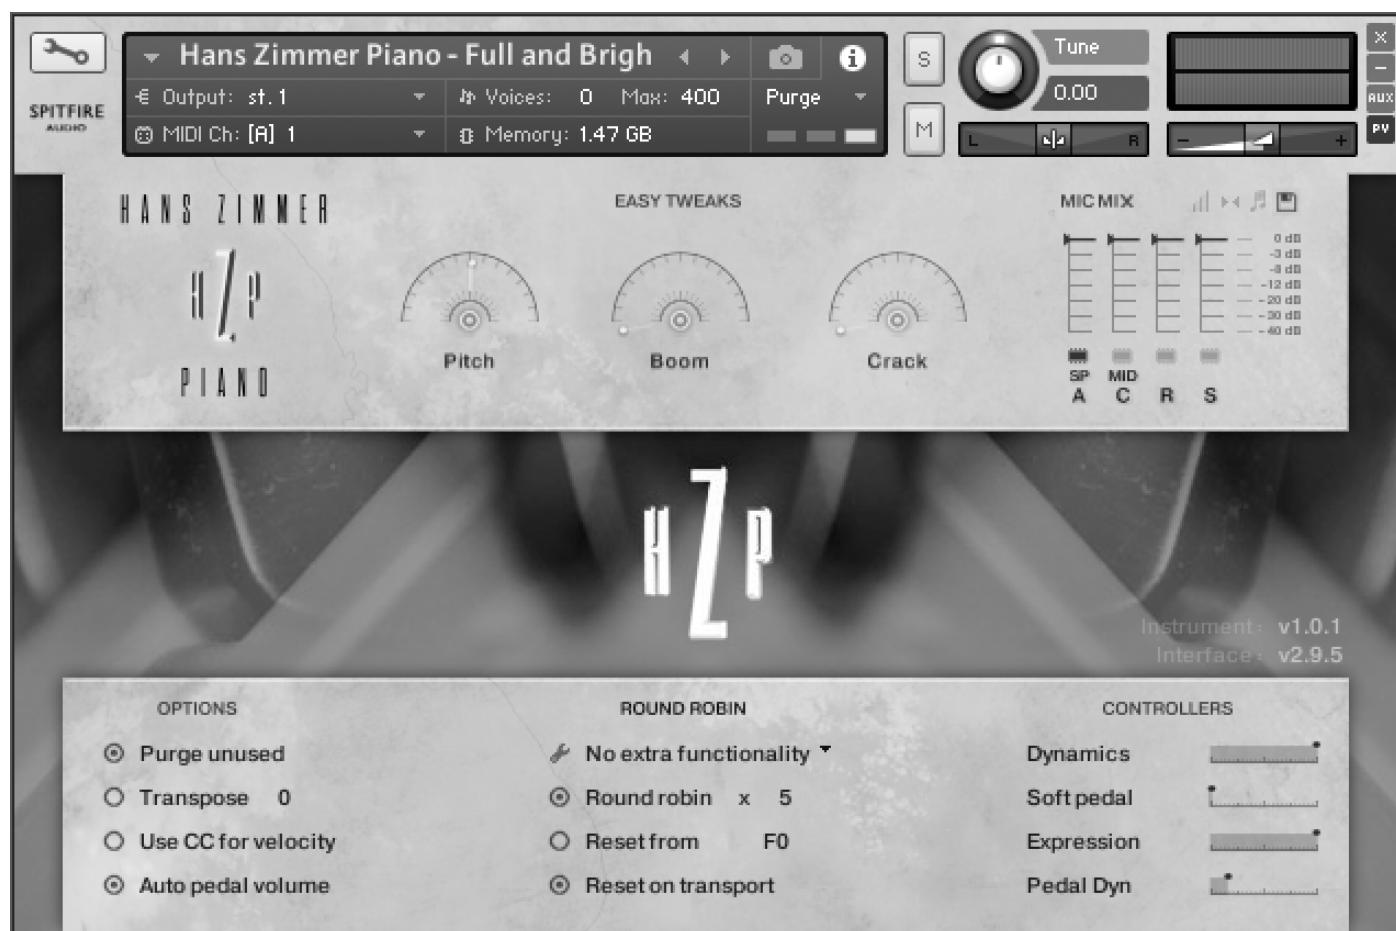 Hans Zimmer Piano - Full and Brigh
i
S
Tune
X
SPITFIRE
AUDIO
Output: st.1
Voices: 0 Max: 400
Purge
0.00
AUX
MIDI Ch: [A] 1
Memory: 1.47 GB
M
L
R
-
+
PV
HANS ZIMMER
EASY TWEAKS
MIC MIX
HZP
0 dB
-3 dB
-8 dB
-12 dB
-20 dB
-30 dB
-40 dB
Pitch
Boom
Crack
PIANO
SP MID
A C R S
HZP
Instrument: v1.0.1
Interface: v2.9.5
OPTIONS
ROUND ROBIN
CONTROLLERS
Purge unused
No extra functionality
Dynamics
Transpose 0
Round robin x 5
Soft pedal
Use CC for velocity
Reset from F0
Expression
Auto pedal volume
Reset on transport
Pedal Dyn